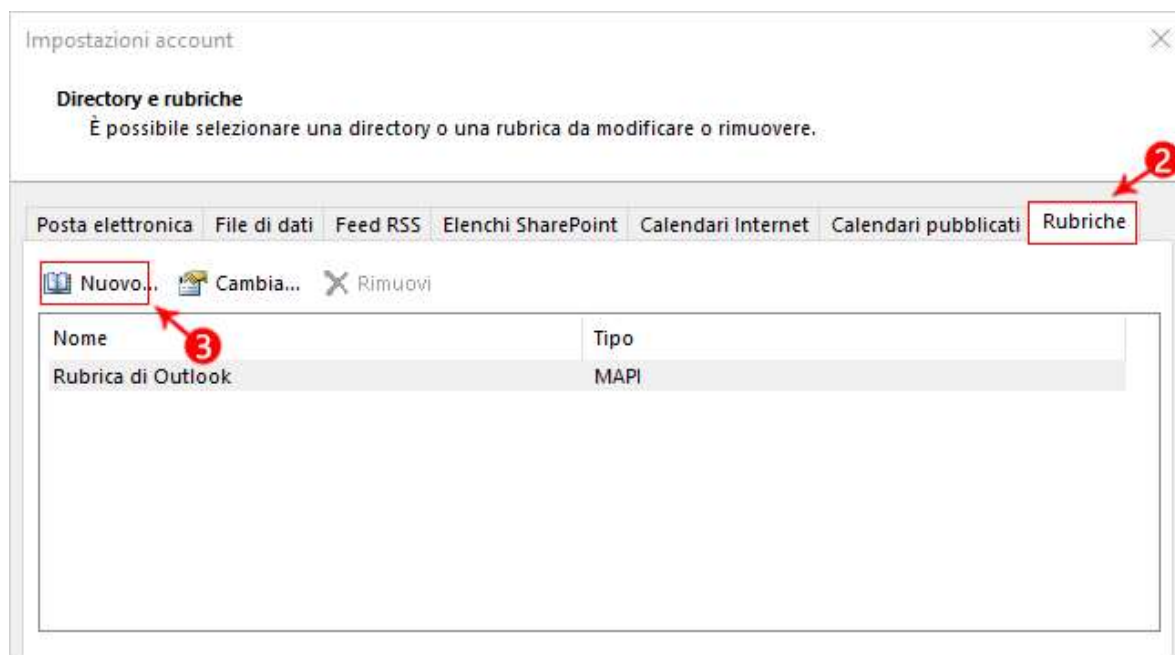 Impostazioni account
Directory e rubriche
È possibile selezionare una directory o una rubrica da modificare o rimuovere.
2
Posta elettronica File di dati Feed RSS Elenchi SharePoint Calendari Internet Calendari pubblicati Rubriche
Nuovo... Cambia... Rimuovi
3
Nome Tipo
Rubrica di Outlook MAPI